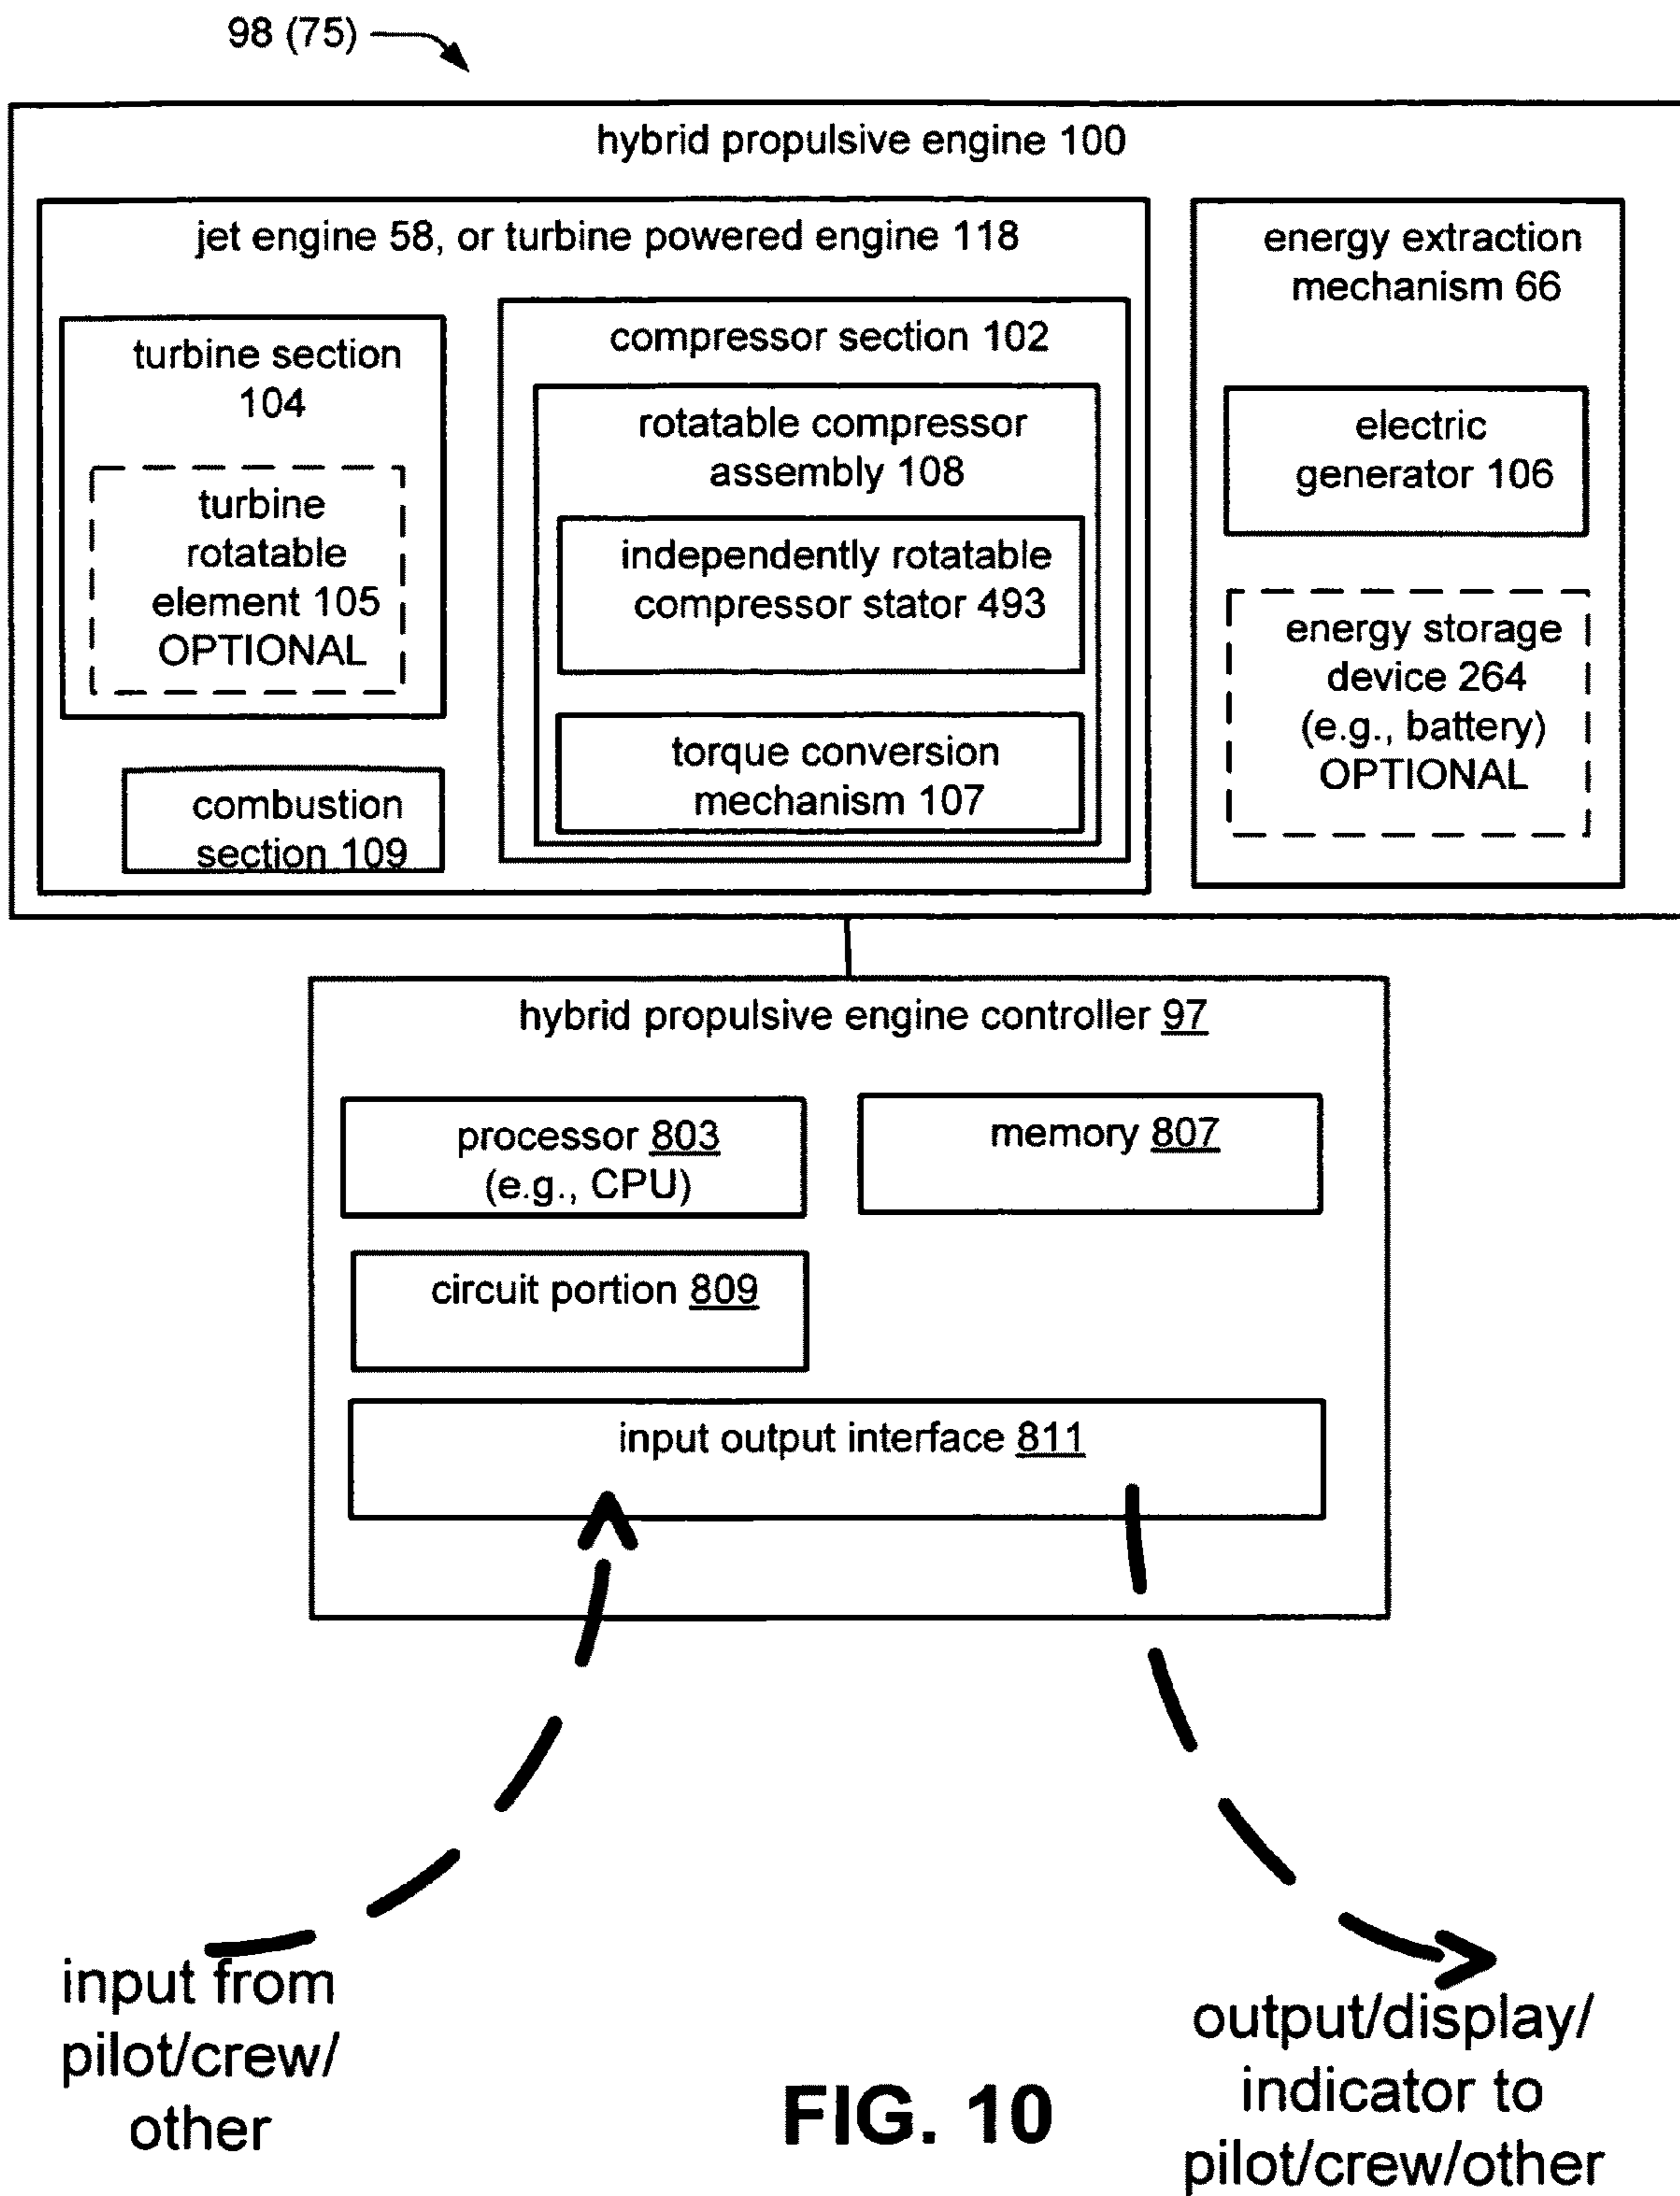 98 (75)
hybrid propulsive engine 100
jet engine 58, or turbine powered engine 118
turbine section
104
turbine
rotatable
element 105
OPTIONAL
combustion
section 109
compressor section 102
rotatable compressor
assembly 108
independently rotatable
compressor stator 493
torque conversion
mechanism 107
energy extraction
mechanism 66
electric
generator 106
energy storage
device 264
(e.g., battery)
OPTIONAL
hybrid propulsive engine controller 97
processor 803
(e.g., CPU)
memory 807
circuit portion 809
input output interface 811
input from
pilot/crew/
other
output/display/
indicator to
pilot/crew/other
FIG. 10